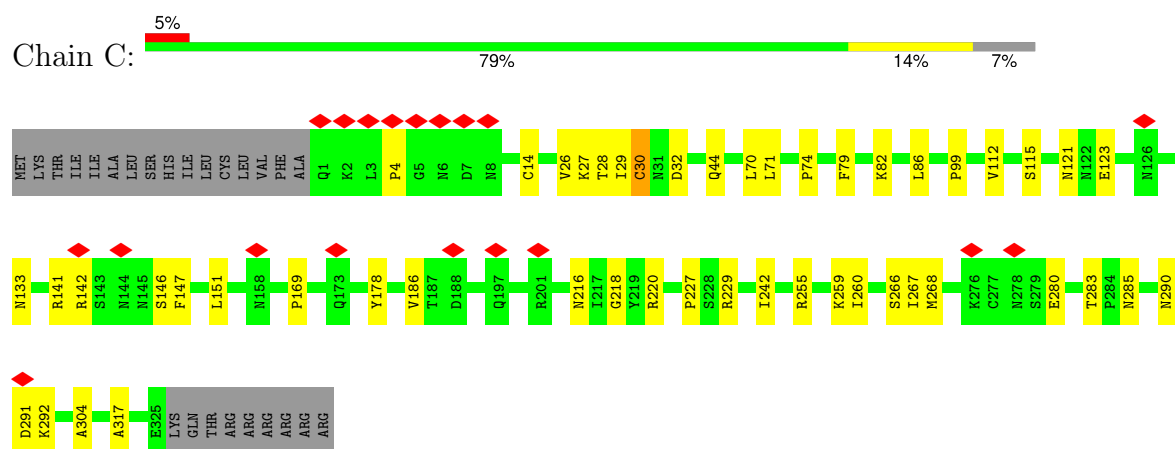 5%
Chain C:
79% 14% 7%
MET LYS THR ILE ILE ALA LEU SER HIS ILE LEU CYS LEU VAL PHE ALA Q1 K2 L3 P4 G5 N6 D7 N8 C14 V26 K27 T28 I29 C30 N31 D32 Q44 L70 L71 P74 F79 K82 L86 P99 V112 S115 N121 N122 E123 N126
N133 R141 R142 S143 N144 N145 S146 F147 L151 N158 P169 Q173 Y178 V186 T187 D188 Q197 R201 N216 I217 G218 Y219 R220 P227 S228 R229 I242 R255 K259 I260 S266 I267 M268 K276 C277 N278 S279 E280 T283 P284 N285 N290
D291 K292 A304 A317 E325 LYS GLN THR ARG ARG ARG ARG ARG ARG